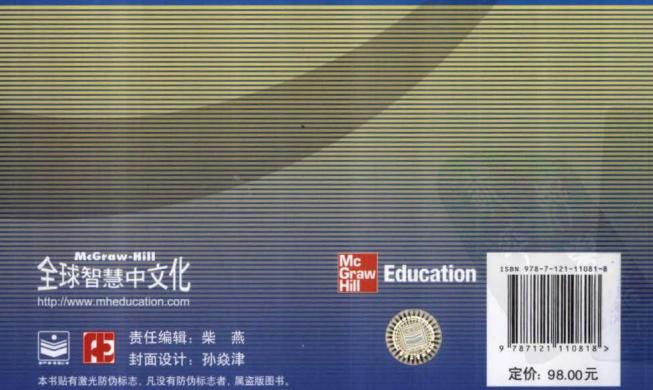 McGraw-Hill
全球智慧中文化
http://www.mheducation.com
Mc
Graw
Hill
Education
责任编辑：柴　燕
封面设计：孙焱津
本书贴有激光防伪标志，凡没有防伪标志者，属盗版图书。
ISBN 978-7-121-11081-8
9 787121 110818 >
定价：98.00元